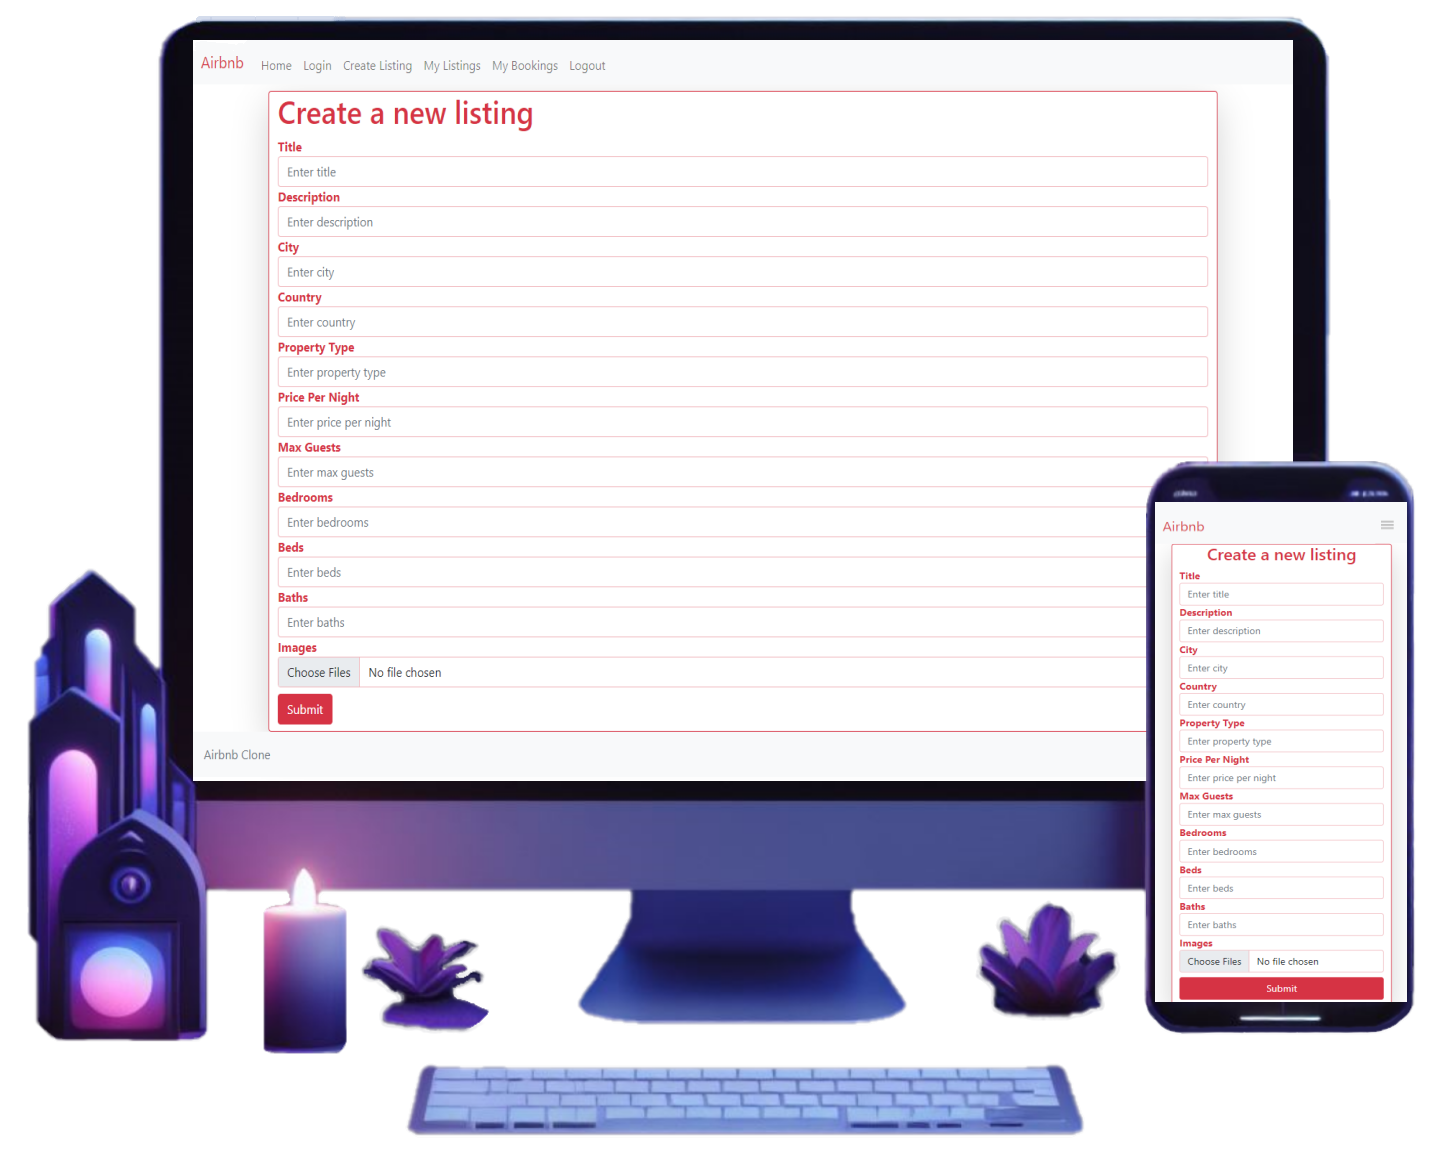 Airbnb Home Login Create Listing My Listings My Bookings Logout
Create a new listing
Title
Enter title
Description
Enter description
City
Enter city
Country
Enter country
Property Type
Enter property type
Price Per Night
Enter price per night
Max Guests
Enter max guests
Bedrooms
Enter bedrooms
Beds
Enter beds
Baths
Enter baths
Images
Choose Files No file chosen
Submit
Airbnb Clone
Airbnb
Create a new listing
Title
Enter title
Description
Enter description
City
Enter city
Country
Enter country
Property Type
Enter property type
Price Per Night
Enter price per night
Max Guests
Enter max guests
Bedrooms
Enter bedrooms
Beds
Enter beds
Baths
Enter baths
Images
Choose Files No file chosen
Submit